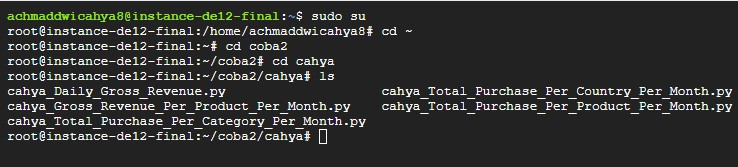 achmaddwicahya8@instance-de12-final:~$ sudo su
root@instance-de12-final:/home/achmaddwicahya8# cd ~
root@instance-de12-final:~# cd coba2
root@instance-de12-final:~/coba2# cd cahya
root@instance-de12-final:~/coba2/cahya# ls
cahya_Daily_Gross_Revenue.py cahya_Total_Purchase_Per_Country_Per_Month.py
cahya_Gross_Revenue_Per_Product_Per_Month.py cahya_Total_Purchase_Per_Product_Per_Month.py
cahya_Total_Purchase_Per_Category_Per_Month.py
root@instance-de12-final:~/coba2/cahya#